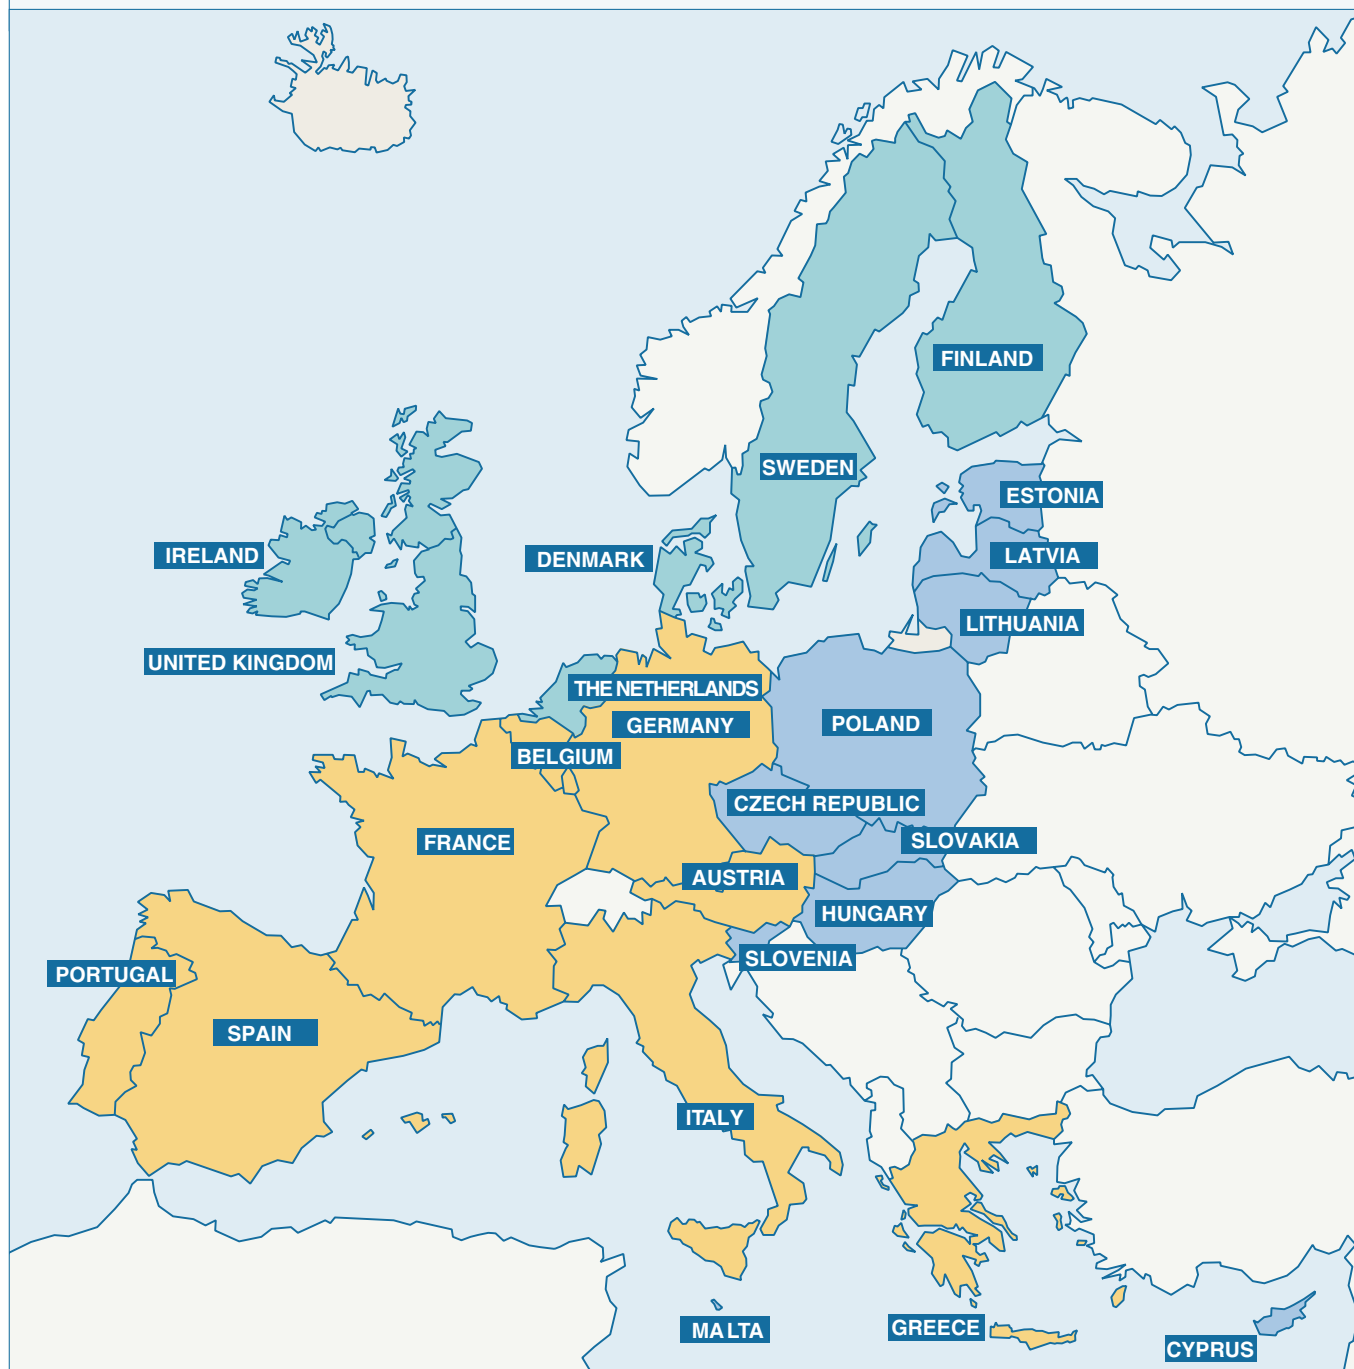 FINLAND
SWEDEN
ESTONIA
IRELAND
DENMARK
LATVIA
LITHUANIA
UNITED KINGDOM
THE NETHERLANDS
GERMANY
POLAND
BELGIUM
CZECH REPUBLIC
FRANCE
SLOVAKIA
AUSTRIA
HUNGARY
SLOVENIA
PORTUGAL
SPAIN
ITALY
MALTA
GREECE
CYPRUS